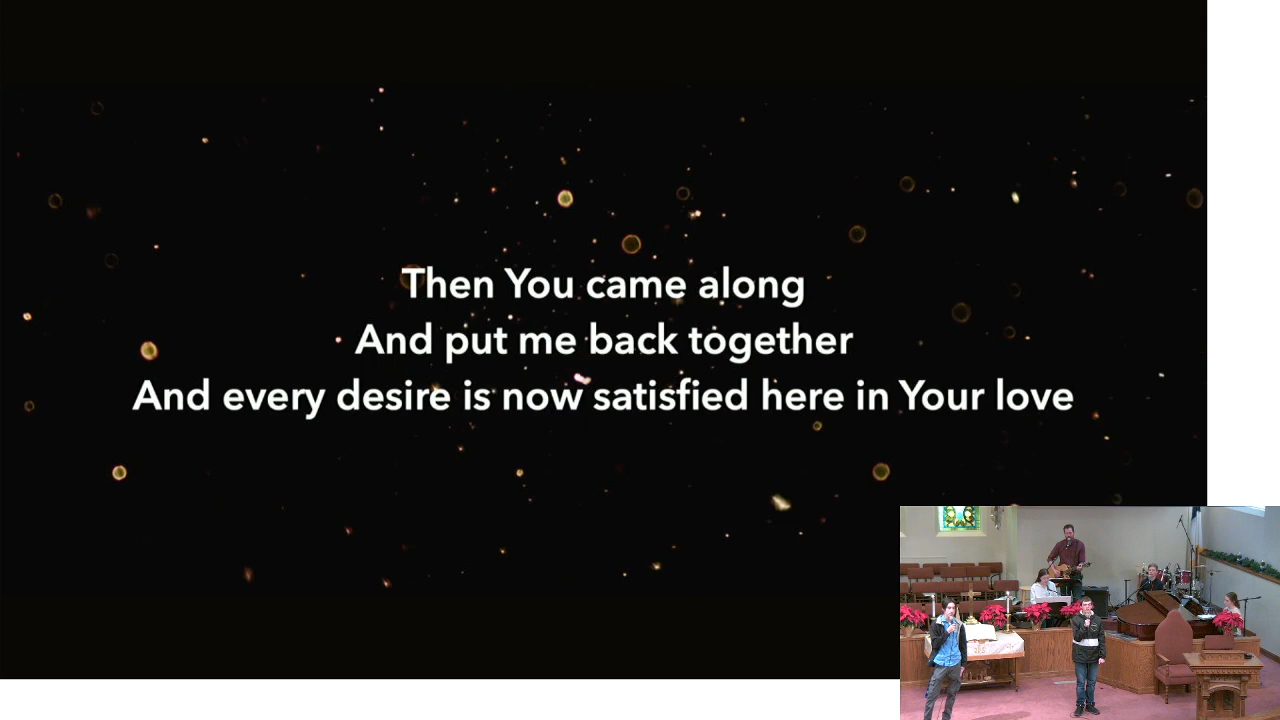 Then You came along
And put me back together
And every desire is now satisfied here in Your love